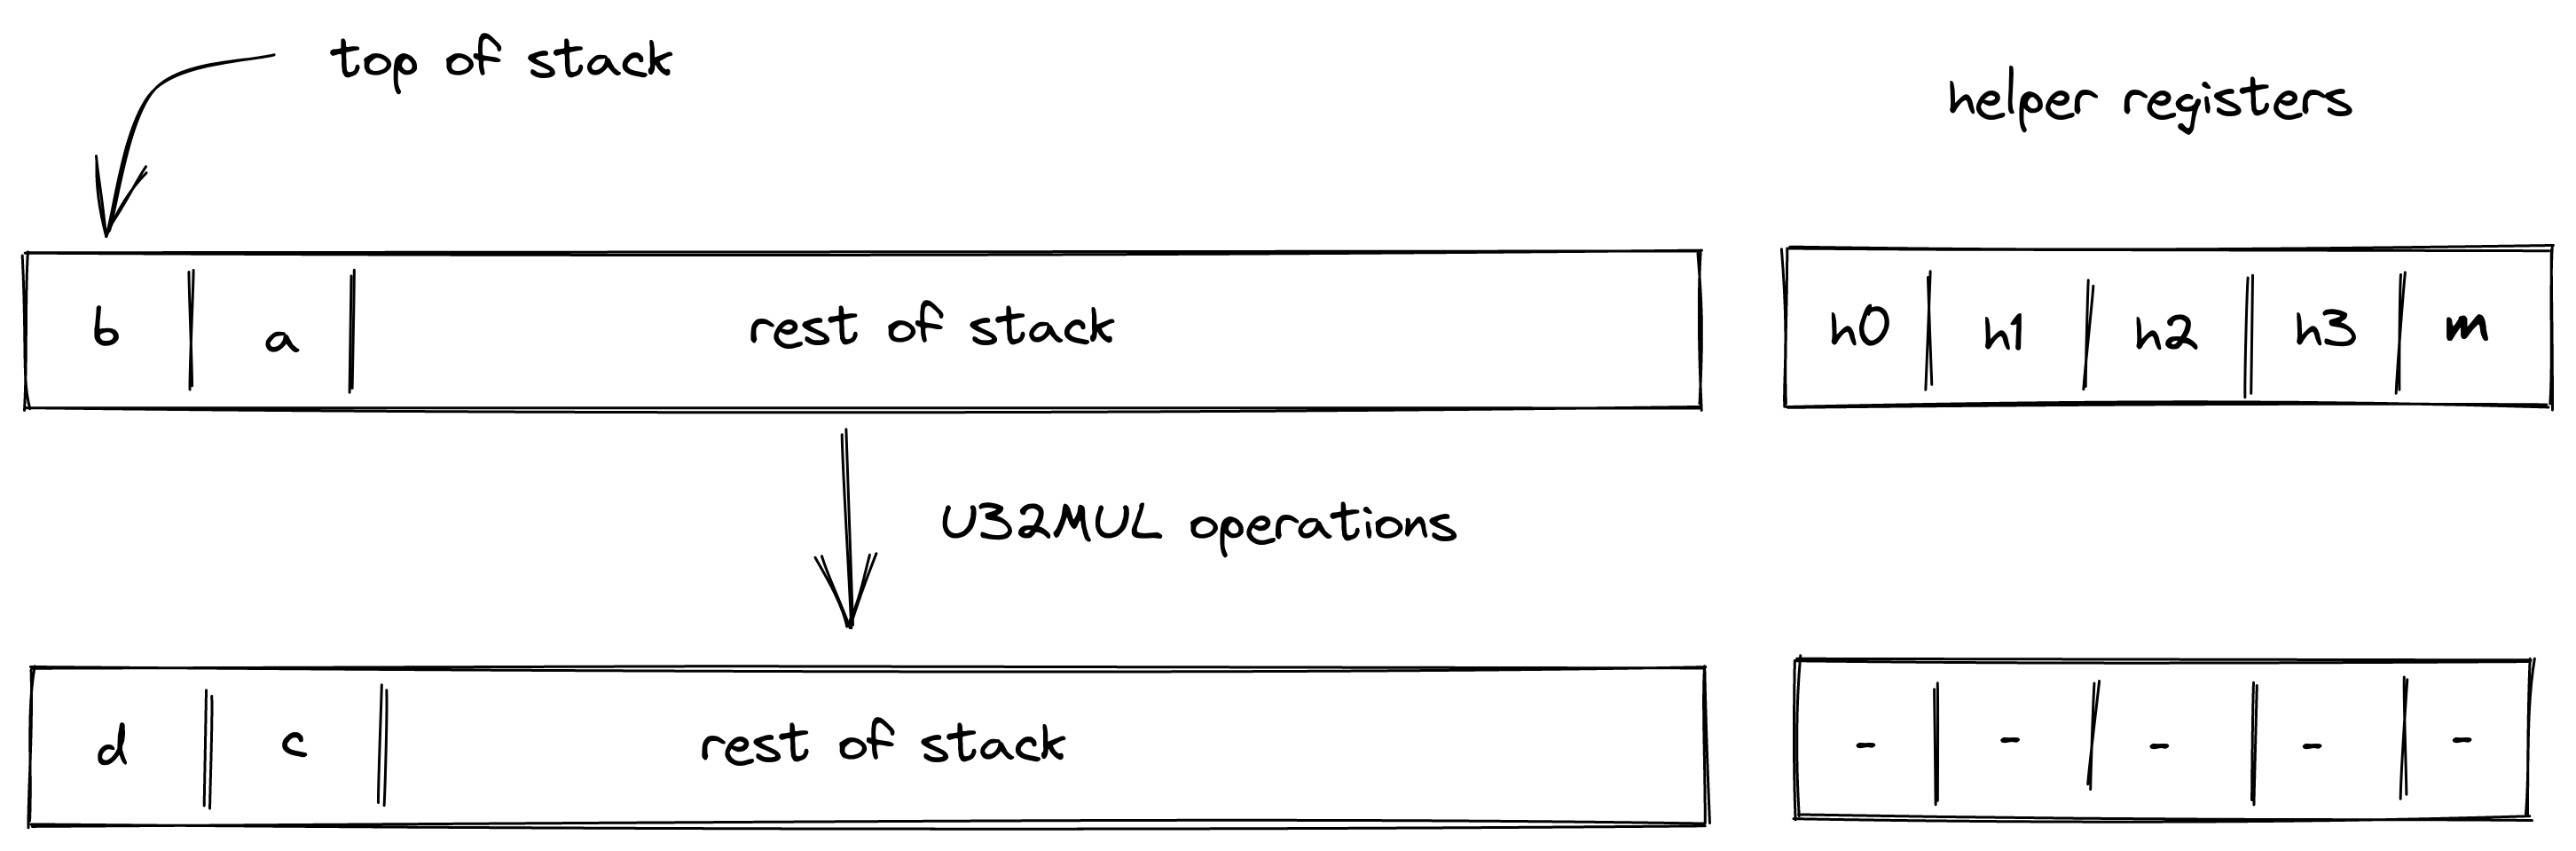 top of stack
helper registers
b a rest of stack
h0 h1 h2 h3 m
U32MUL operations
d c rest of stack
- - - - -